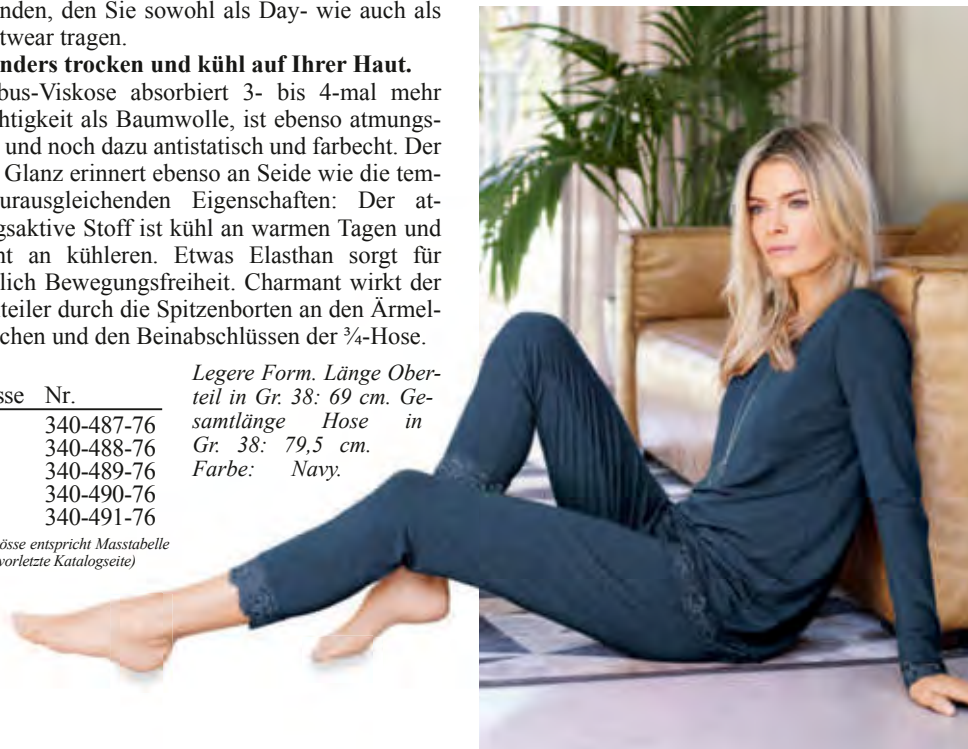 nden, den Sie sowohl als Day- wie auch als
twear tragen.
nders trocken und kühl auf Ihrer Haut.
bus-Viskose absorbiert 3- bis 4-mal mehr
htigkeit als Baumwolle, ist ebenso atmungs-
und noch dazu antistatisch und farbecht. Der
Glanz erinnert ebenso an Seide wie die tem-
urausgleichenden Eigenschaften: Der at-
gsaktive Stoff ist kühl an warmen Tagen und
nt an kühleren. Etwas Elasthan sorgt für
lich Bewegungsfreiheit. Charmant wirkt der
teiler durch die Spitzenborten an den Ärmel-
chen und den Beinabschlüssen der ¾-Hose.
sse Nr.
340-487-76
340-488-76
340-489-76
340-490-76
340-491-76
össe entspricht Masstabelle
vorletzte Katalogseite)
Legere Form. Länge Ober-
teil in Gr. 38: 69 cm. Ge-
samtlänge Hose in
Gr. 38: 79,5 cm.
Farbe: Navy.